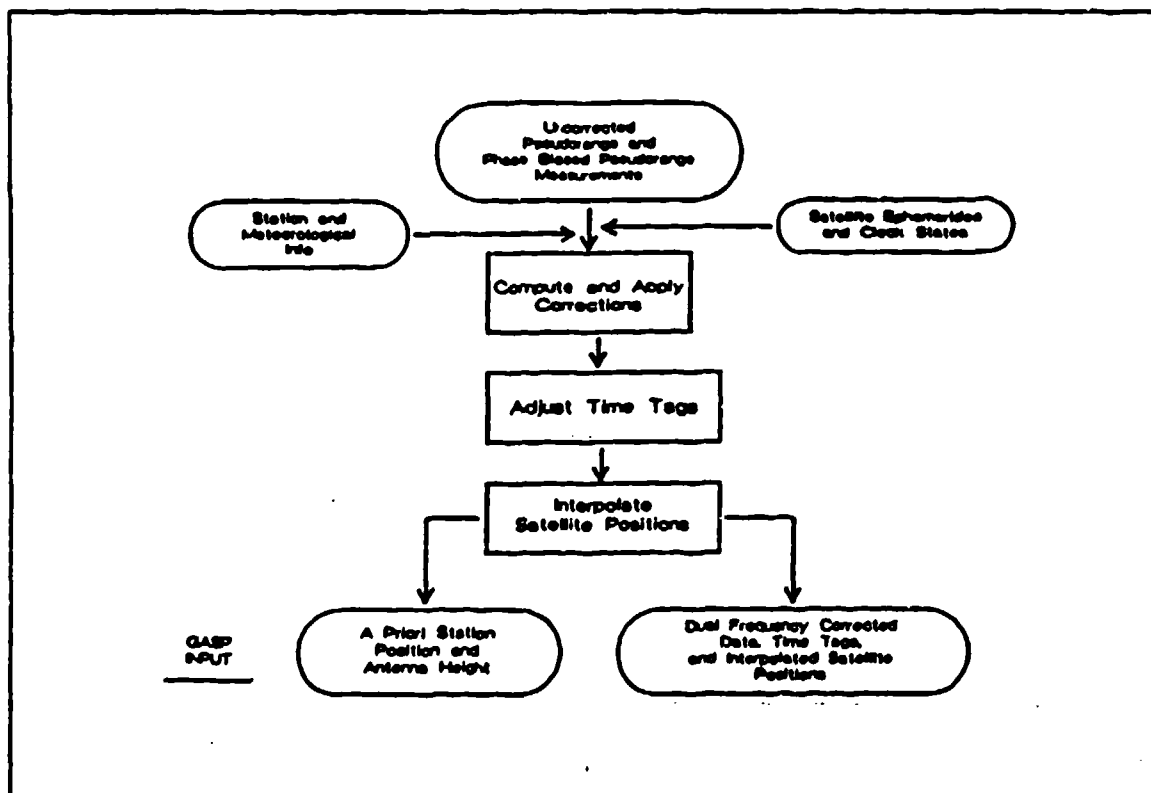 Uncorrected
Pseudorange and
Phase Biased Pseudorange
Measurements
Station and
Meteorological
Info
Satellite Ephemerides
and Clock States
Compute and Apply
Corrections
Adjust Time Tags
Interpolate
Satellite Positions
GASP
INPUT
A Priori Station
Position and
Antenna Height
Dual Frequency Corrected
Data, Time Tags,
and Interpolated Satellite
Positions